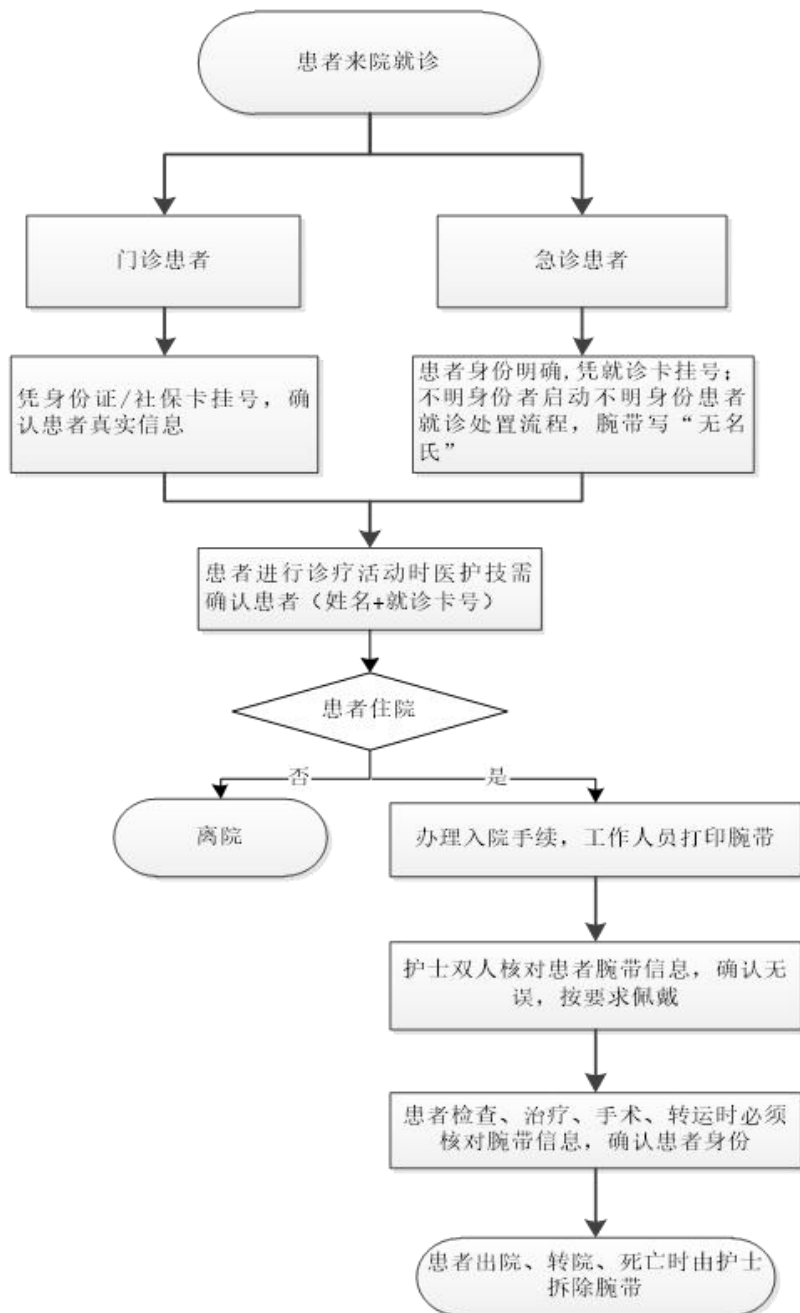 患者来院就诊
门诊患者
急诊患者
凭身份证/社保卡挂号，确
认患者真实信息
患者身份明确,凭就诊卡挂号；
不明身份者启动不明身份患者
就诊处置流程，腕带写“无名
氏”
患者进行诊疗活动时医护技需
确认患者（姓名+就诊卡号）
患者住院
否
是
离院
办理入院手续，工作人员打印腕带
护士双人核对患者腕带信息，确认无
误，按要求佩戴
患者检查、治疗、手术、转运时必须
核对腕带信息，确认患者身份
患者出院、转院、死亡时由护士
拆除腕带